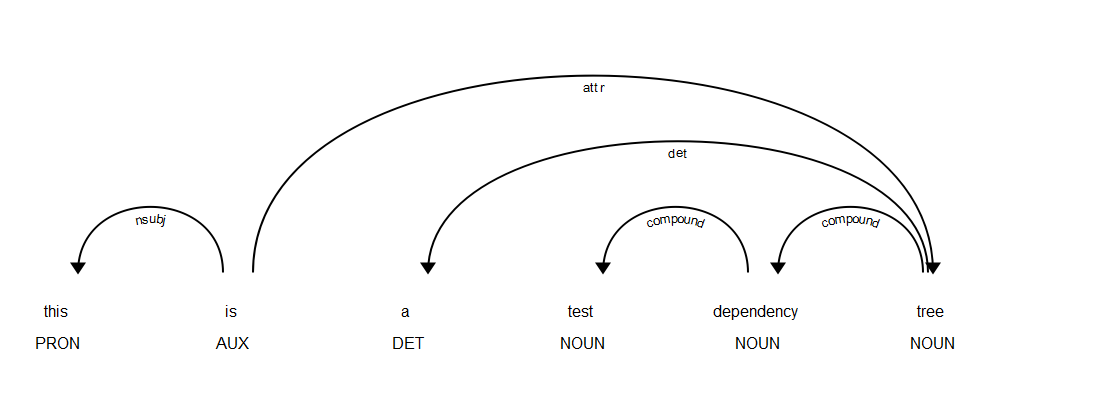 attr
det
nsubj compound compound
this is a test dependency tree
PRON AUX DET NOUN NOUN NOUN